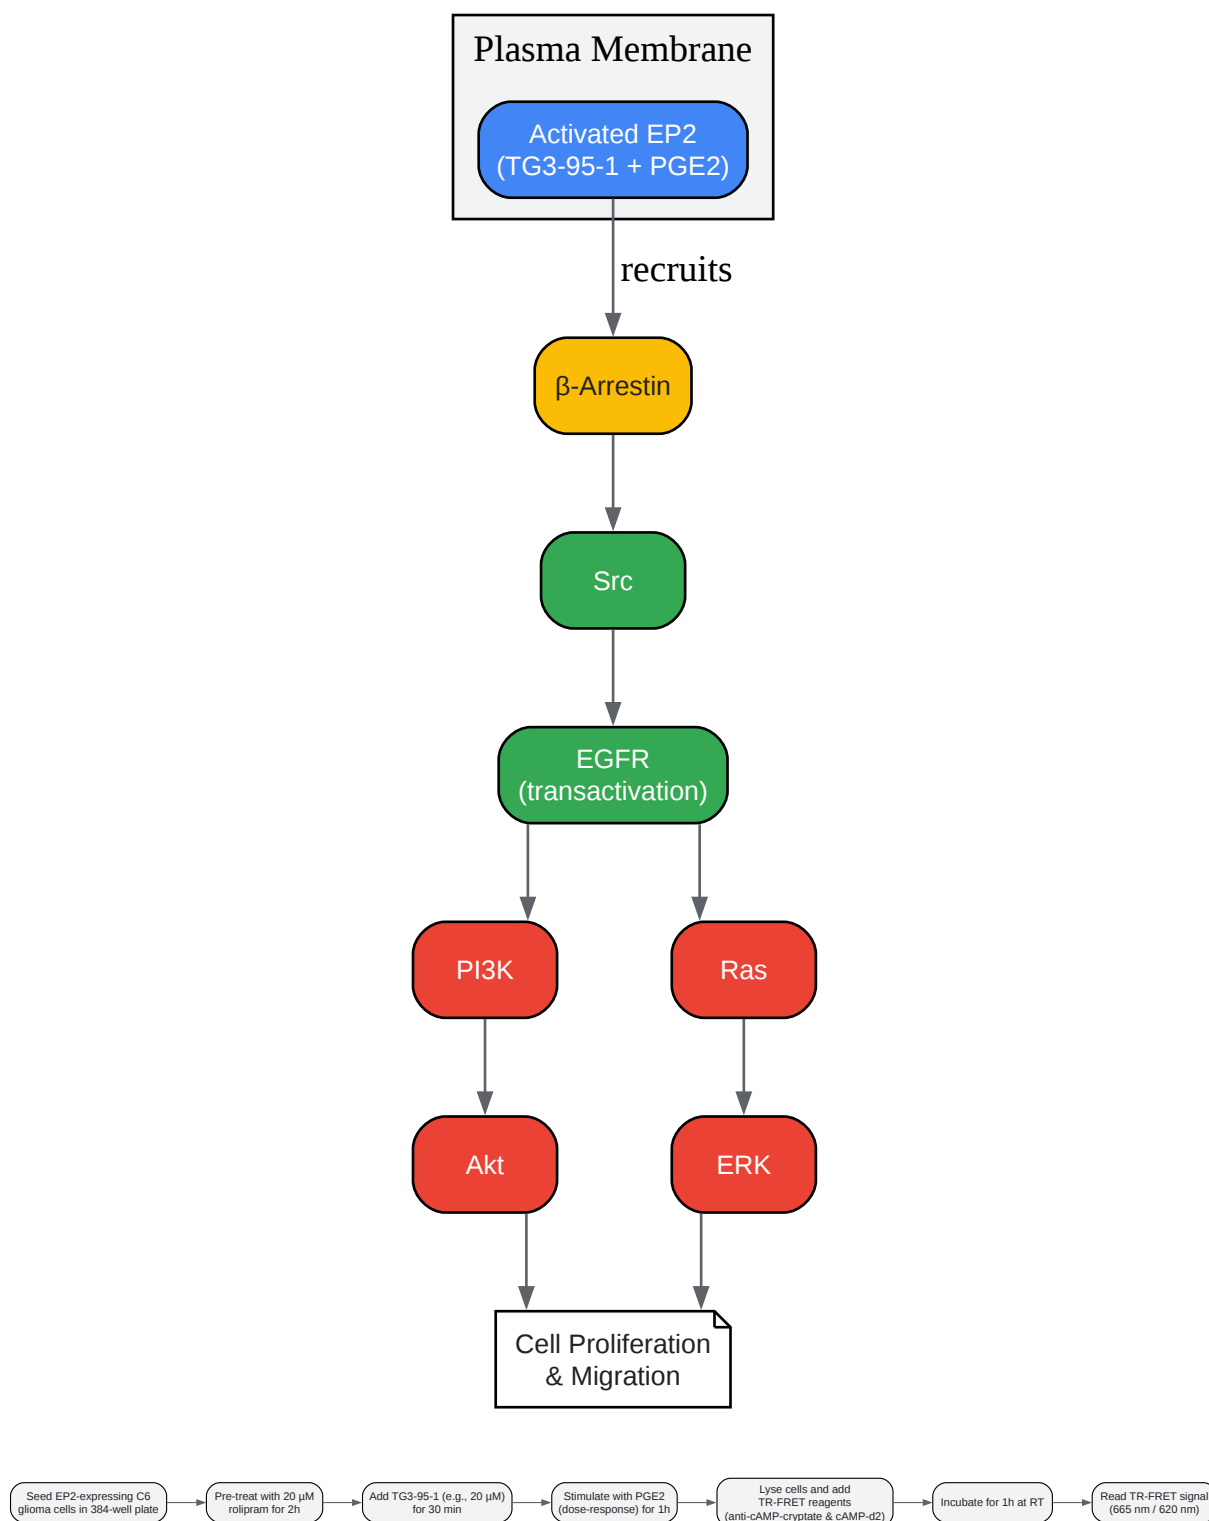 Plasma Membrane
Activated EP2
(TG3-95-1 + PGE2)
recruits
β-Arrestin
Src
EGFR
(transactivation)
PI3K
Ras
Akt
ERK
Cell Proliferation
& Migration
Seed EP2-expressing C6
glioma cells in 384-well plate
Pre-treat with 20 µM
rolipram for 2h
Add TG3-95-1 (e.g., 20 µM)
for 30 min
Stimulate with PGE2
(dose-response) for 1h
Lyse cells and add
TR-FRET reagents
(anti-cAMP-cryptate & cAMP-d2)
Incubate for 1h at RT
Read TR-FRET signal
(665 nm / 620 nm)